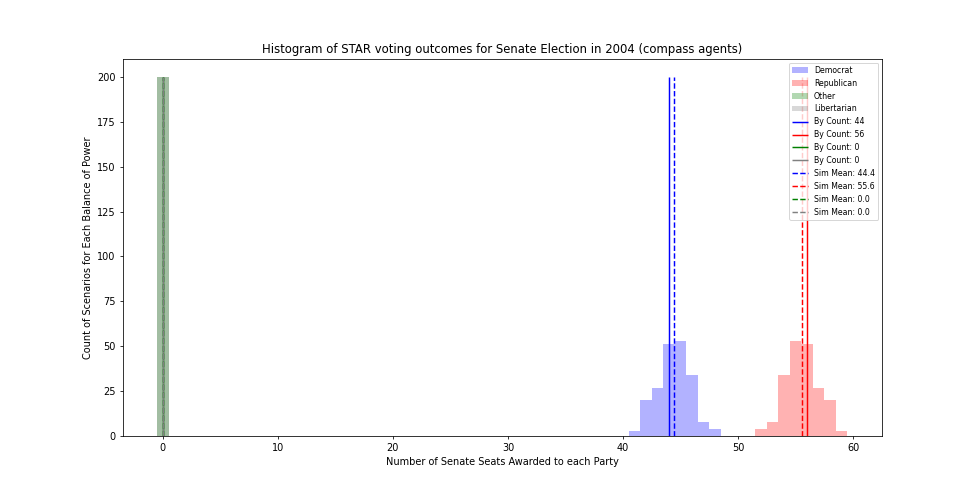 Histogram of STAR voting outcomes for Senate Election in 2004 (compass agents)
Count of Scenarios for Each Balance of Power
200
175
150
125
100
75
50
25
0
Democrat
Republican
Other
Libertarian
By Count: 44
By Count: 56
By Count: 0
By Count: 0
Sim Mean: 44.4
Sim Mean: 55.6
Sim Mean: 0.0
Sim Mean: 0.0
0 10 20 30 40 50 60
Number of Senate Seats Awarded to each Party